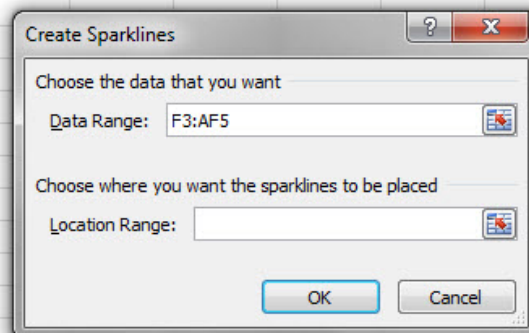 Create Sparklines
Choose the data that you want
Data Range: F3:AF5
Choose where you want the sparklines to be placed
Location Range:
OK Cancel